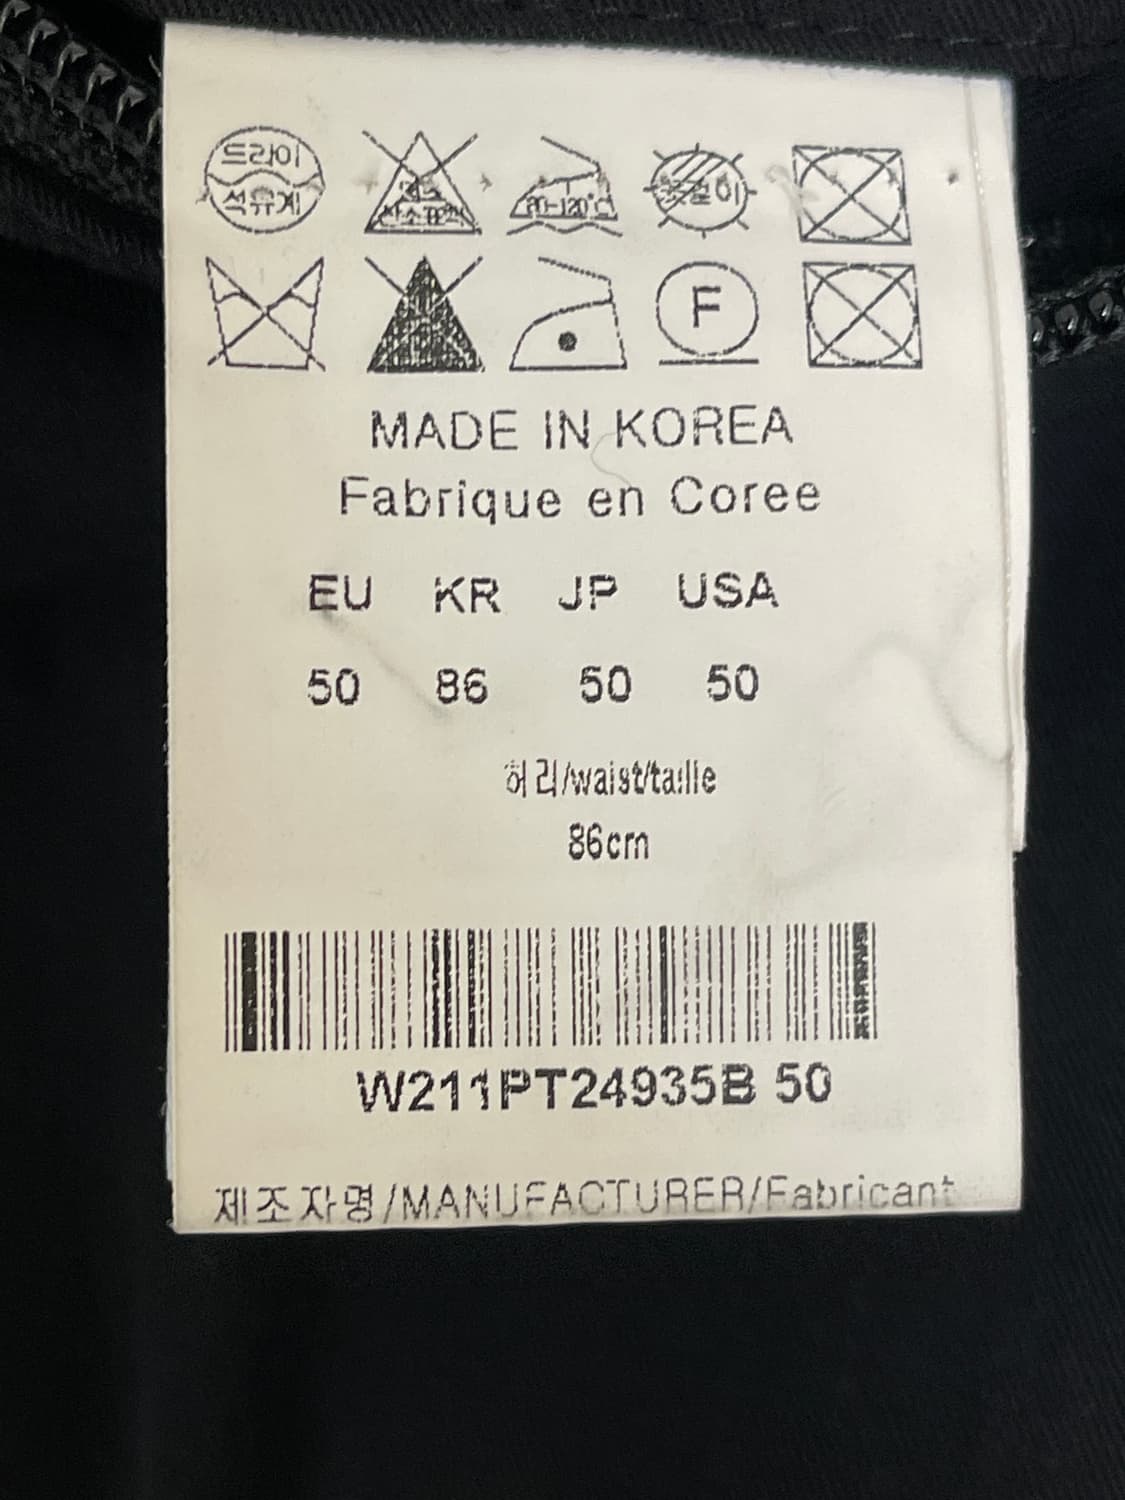 드라이
석유계
염소
산소표백
80~120℃
옷걸이
F
MADE IN KOREA
Fabrique en Coree
EU KR JP USA
50 86 50 50
허리/waist/taille
86cm
W211PT24935B 50
제조자명/MANUFACTURER/Fabricant